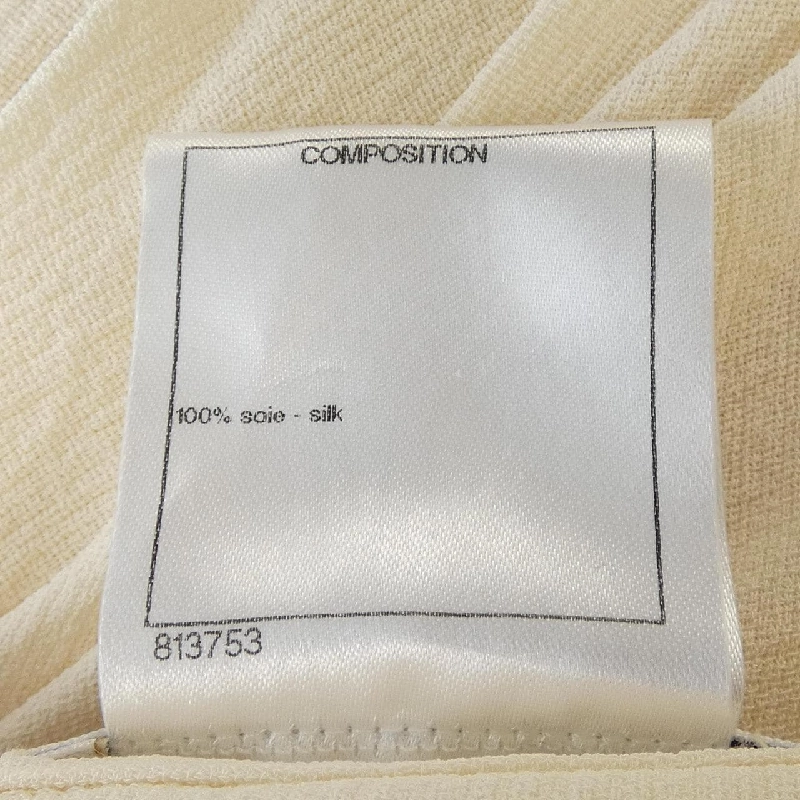 COMPOSITION
100% soie - silk
813753